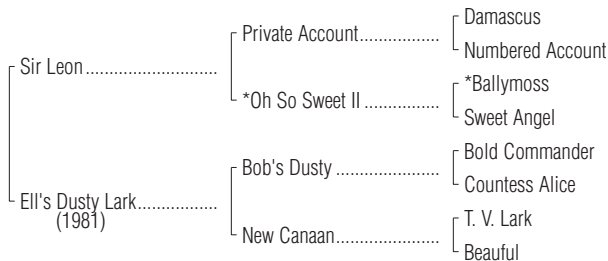 Damascus
Private Account.................
Numbered Account
Sir Leon............................
*Ballymoss
*Oh So Sweet II ................
Sweet Angel
Bold Commander
Bob's Dusty ......................
Countess Alice
Ell's Dusty Lark.................
(1981)
T. V. Lark
New Canaan......................
Beauful